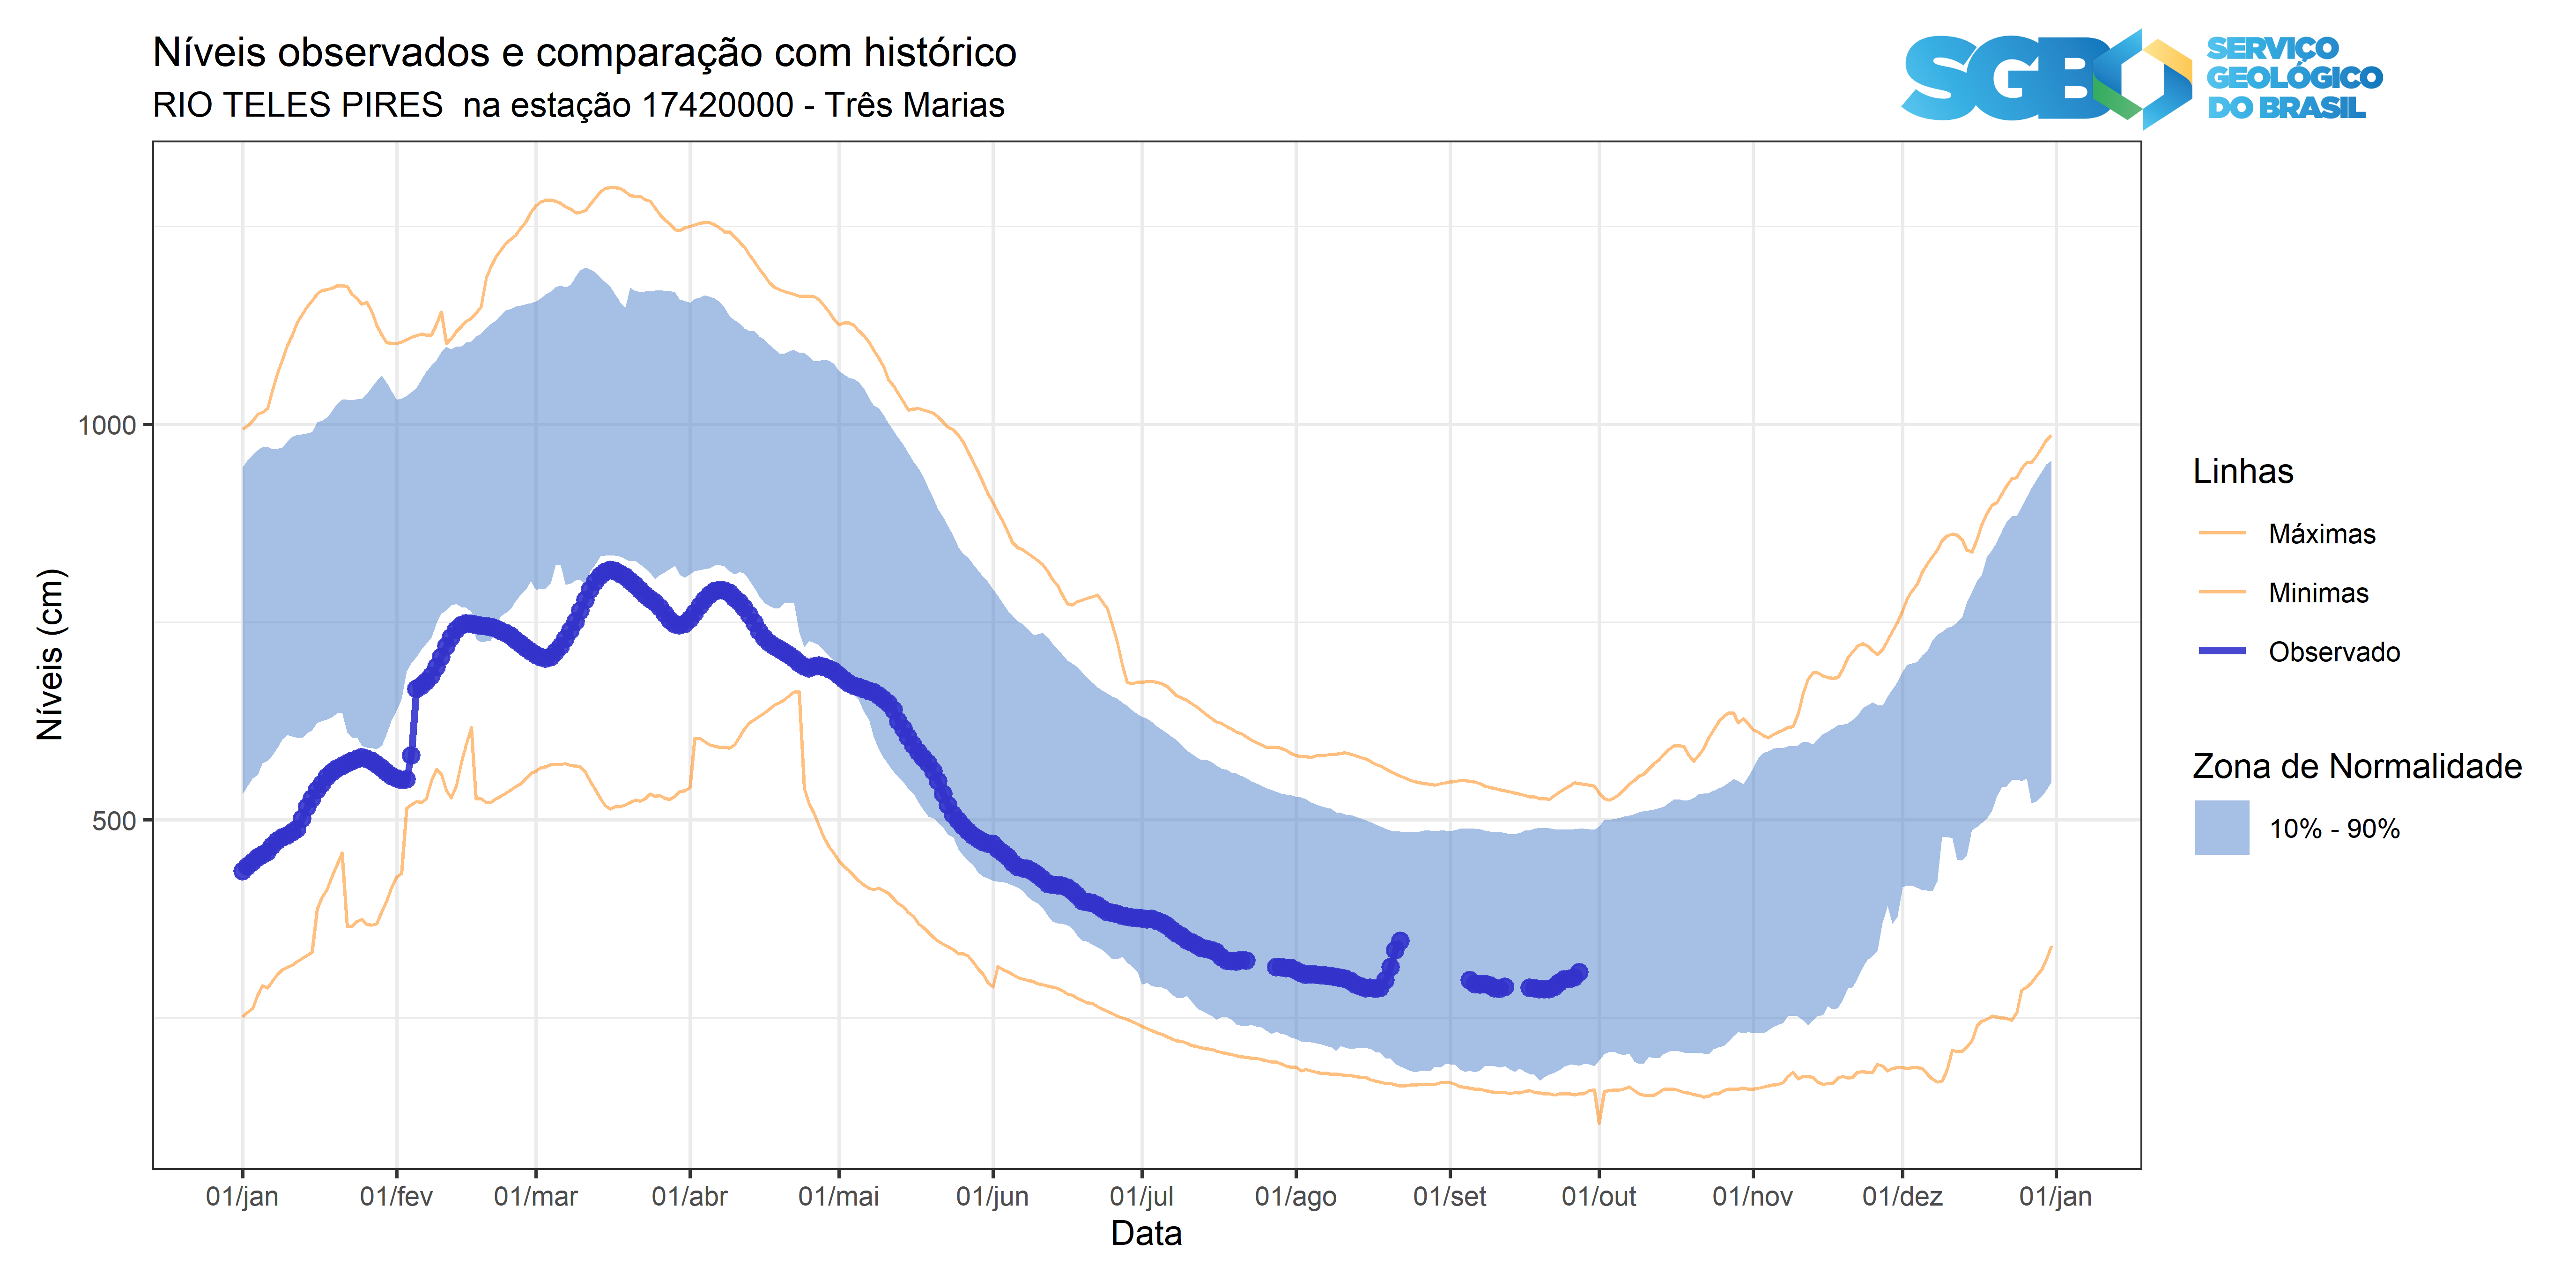 Níveis observados e comparação com histórico
RIO TELES PIRES  na estação 17420000 - Três Marias
SGB
SERVIÇO
GEOLÓGICO
DO BRASIL
Níveis (cm)
1000
500
01/jan
01/fev
01/mar
01/abr
01/mai
01/jun
01/jul
01/ago
01/set
01/out
01/nov
01/dez
01/jan
Data
Linhas
Máximas
Minimas
Observado
Zona de Normalidade
10% - 90%